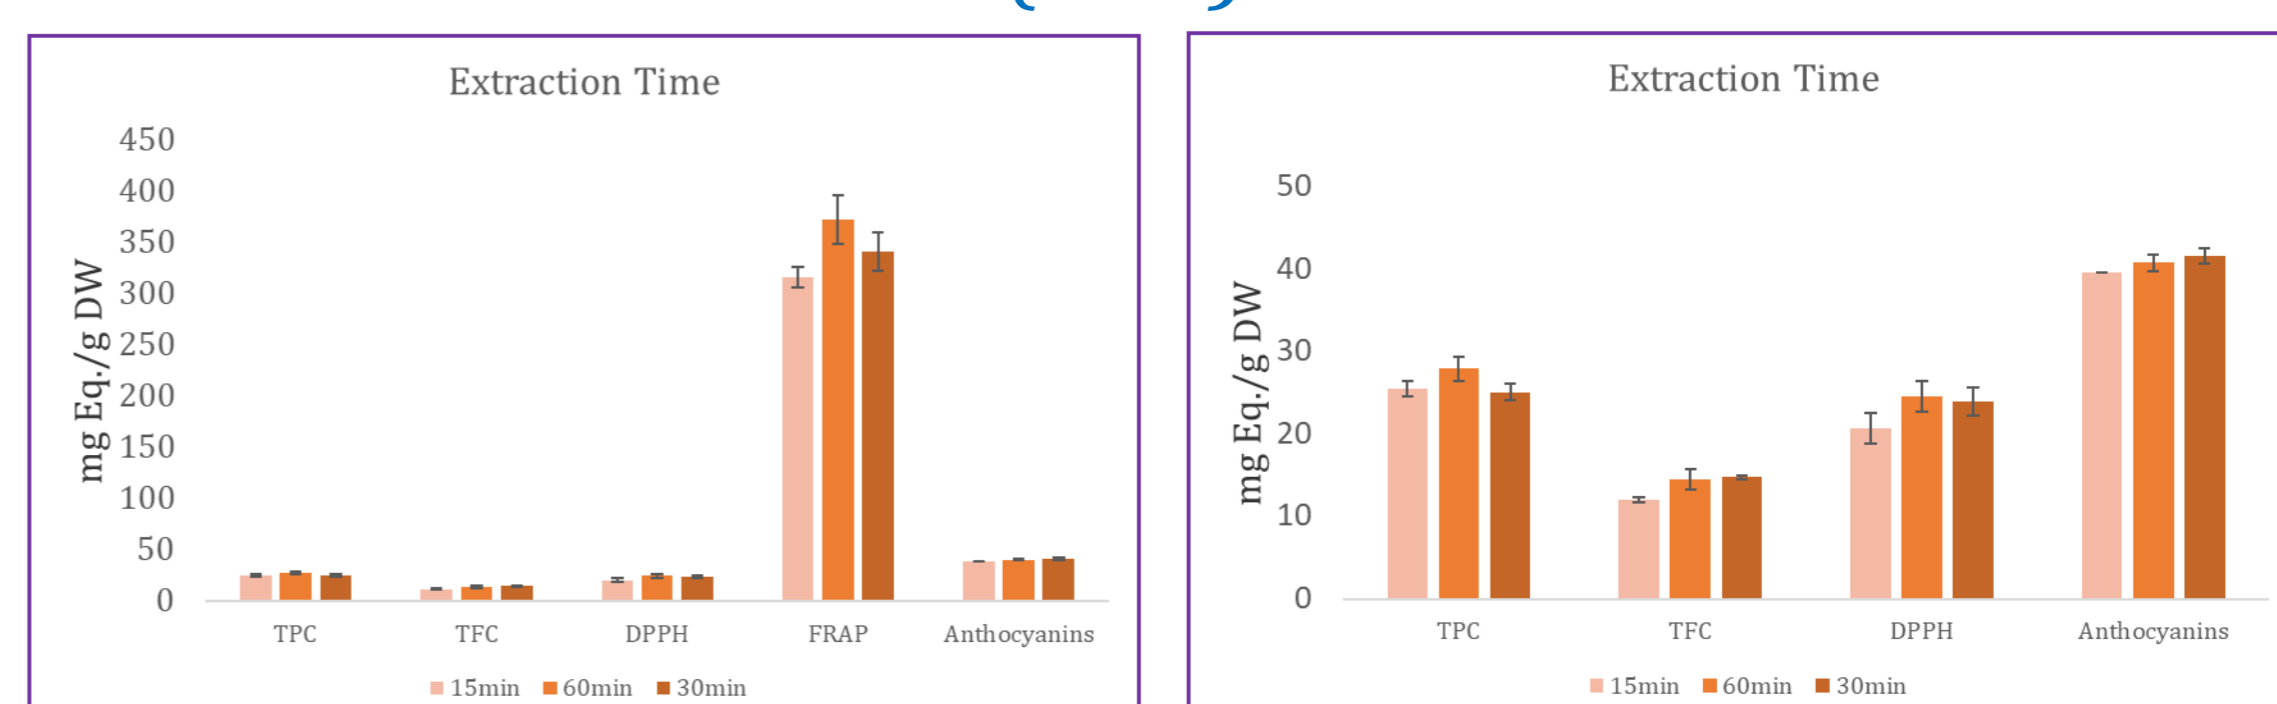 Extraction Time
mg Eq./g DW
450
400
350
300
250
200
150
100
50
0
TPC TFC DPPH FRAP Anthocyanins
15min 60min 30min
Extraction Time
mg Eq./g DW
50
40
30
20
10
0
TPC TFC DPPH Anthocyanins
15min 60min 30min